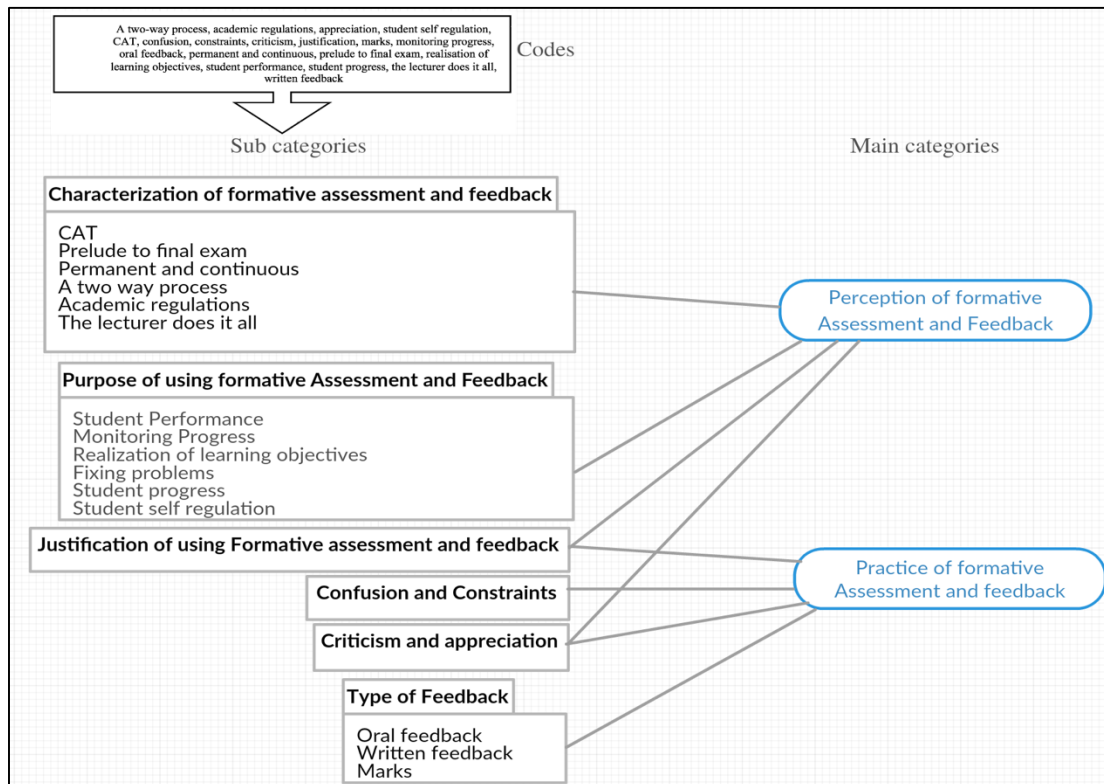 A two-way process, academic regulations, appreciation, student self regulation,
CAT, confusion, constraints, criticism, justification, marks, monitoring progress,
oral feedback, permanent and continuous, prelude to final exam, realisation of
learning objectives, student performance, student progress, the lecturer does it all,
written feedback
Codes
Sub categories
Main categories
Characterization of formative assessment and feedback
CAT
Prelude to final exam
Permanent and continuous
A two way process
Academic regulations
The lecturer does it all
Perception of formative
Assessment and Feedback
Purpose of using formative Assessment and Feedback
Student Performance
Monitoring Progress
Realization of learning objectives
Fixing problems
Student progress
Student self regulation
Justification of using Formative assessment and feedback
Practice of formative
Assessment and feedback
Confusion and Constraints
Criticism and appreciation
Type of Feedback
Oral feedback
Written feedback
Marks